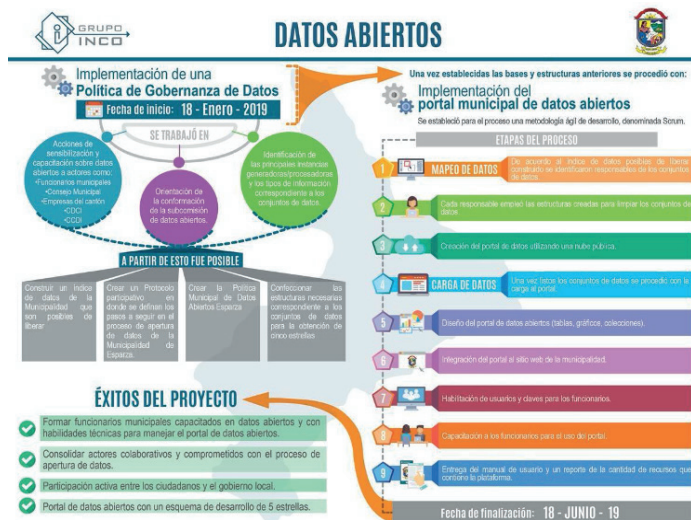 GRUPO
INCO
DATOS ABIERTOS
Implementación de una
Política de Gobernanza de Datos
Fecha de inicio: 18 - Enero - 2019
SE TRABAJÓ EN
Acciones de
sensibilización y
capacitación sobre datos
abiertos a actores como:
•Funcionarios municipales
•Consejo Municipal
•Empresas del cantón
•CDCI
•CCDI
Orientación de
la conformación
de la subcomisión
de datos abiertos.
Identificación de
las principales instancias
generadoras/procesadoras
y los tipos de información
correspondiente a los
conjuntos de datos
A PARTIR DE ESTO FUE POSIBLE
Construir un índice
de datos de la
Municipalidad que
son posibles de
liberar
Crear un Protocolo
participativo en
donde se definan los
pasos a seguir en el
proceso de apertura
de datos de la
Municipalidad de
Esparza.
Crear la Política
Municipal de Datos
Abiertos Esparza
Confeccionar las
estructuras necesarias
correspondiente a los
conjuntos de datos
para la obtención de
cinco estrellas
ÉXITOS DEL PROYECTO
Formar funcionarios municipales capacitados en datos abiertos y con
habilidades técnicas para manejar el portal de datos abiertos.
Consolidar actores colaborativos y comprometidos con el proceso de
apertura de datos.
Participación activa entre los ciudadanos y el gobierno local.
Portal de datos abiertos con un esquema de desarrollo de 5 estrellas.
Una vez establecidas las bases y estructuras anteriores se procedió con:
Implementación del
portal municipal de datos abiertos
Se estableció para el proceso una metodología ágil de desarrollo, denominada Scrum.
ETAPAS DEL PROCESO
1 MAPEO DE DATOS De acuerdo al índice de datos posibles de liberar
construido se identificaron responsables de los conjuntos
de datos.
2 Cada responsable empleó las estructuras creadas para limpiar los conjuntos de
datos.
3 Creación del portal de datos utilizando una nube pública.
4 CARGA DE DATOS Una vez listos los conjuntos de datos se procedió con la
carga al portal
5 Diseño del portal de datos abiertos (tablas, gráficos, colecciones).
6 Integración del portal al sitio web de la municipalidad.
7 Habilitación de usuarios y claves para los funcionarios.
8 Capacitación a los funcionarios para el uso del portal.
9 Entrega del manual de usuario y un reporte de la cantidad de recursos que
contiene la plataforma.
Fecha de finalización: 18 - JUNIO - 19